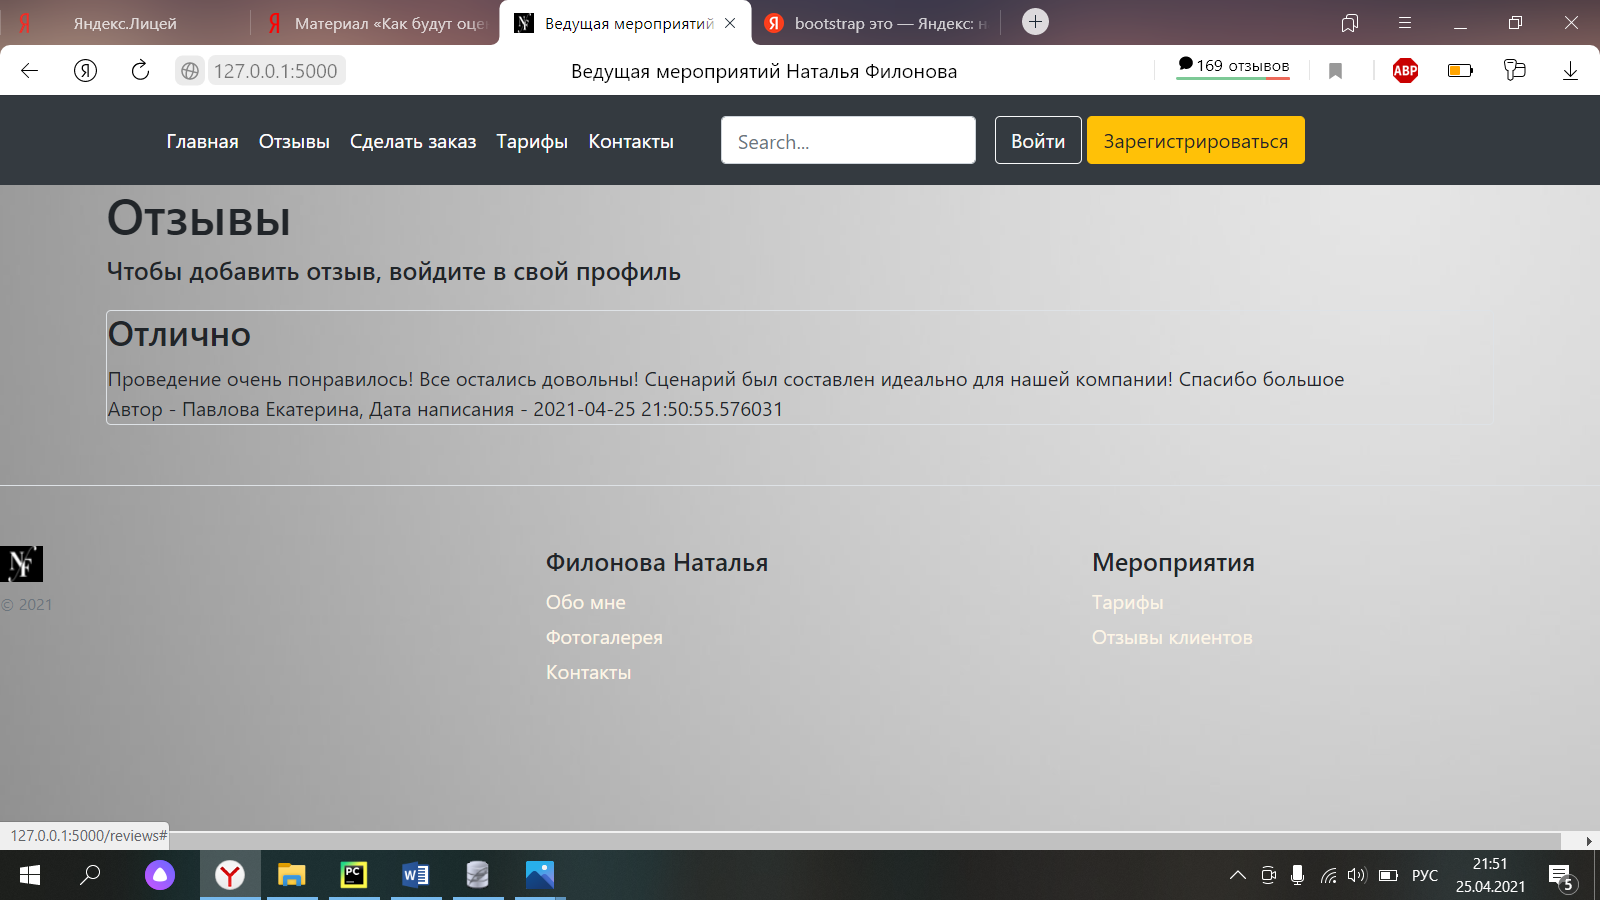 Яндекс.Лицей
Материал «Как будут оце
Ведущая мероприятий
bootstrap это — Яндекс: н
127.0.0.1:5000
Ведущая мероприятий Наталья Филонова
169 отзывов
ABP
Главная Отзывы Сделать заказ Тарифы Контакты Search... Войти Зарегистрироваться
Отзывы
Чтобы добавить отзыв, войдите в свой профиль
Отлично
Проведение очень понравилось! Все остались довольны! Сценарий был составлен идеально для нашей компании! Спасибо большое
Автор - Павлова Екатерина, Дата написания - 2021-04-25 21:50:55.576031
NF
© 2021
Филонова Наталья
Обо мне
Фотогалерея
Контакты
Мероприятия
Тарифы
Отзывы клиентов
127.0.0.1:5000/reviews#
PC
РУС
21:51
25.04.2021
5